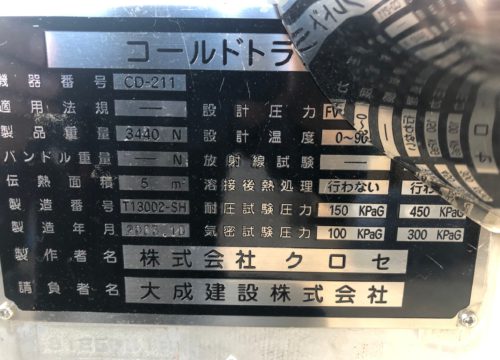 コールドトラ
機器番号 CD-211
適用法規 — 設計圧力 FV
製品重量 3440 N 設計温度 0~96
バンドル重量 — N 放射線試験 —
伝熱面積 5 m² 溶接後熱処理 行わない 行わ
製造番号 T13002-SH 耐圧試験圧力 150 KPaG 450 KPaG
製造年月 気密試験圧力 100 KPaG 300 KPaG
製作者名 株式会社クロセ
請負者名 大成建設株式会社